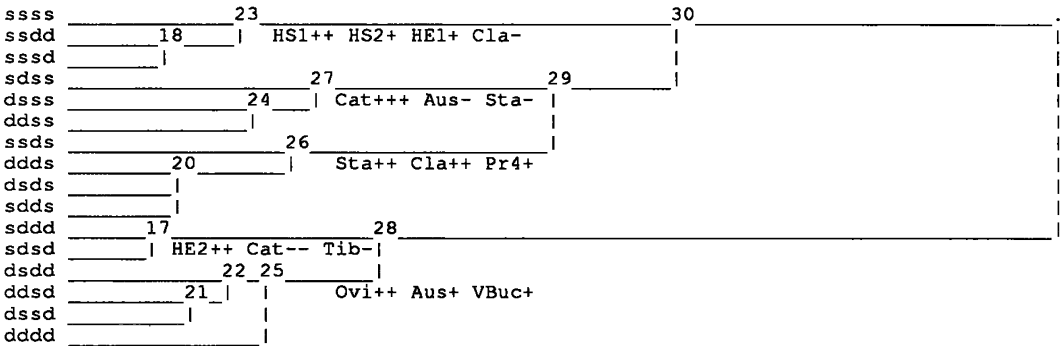 ssss 23 30
ssdd 18 HS1++ HS2+ HE1+ Cla-
sssd
sdss 27 29
dsss 24 Cat+++ Aus- Sta-
ddss
ssds 26
ddds 20 Sta++ Cla++ Pr4+
dsds
sdds
sddd 17 28
sdsd HE2++ Cat-- Tib-
dsdd 22 25
ddsd 21 Ovi++ Aus+ VBuc+
dssd
dddd